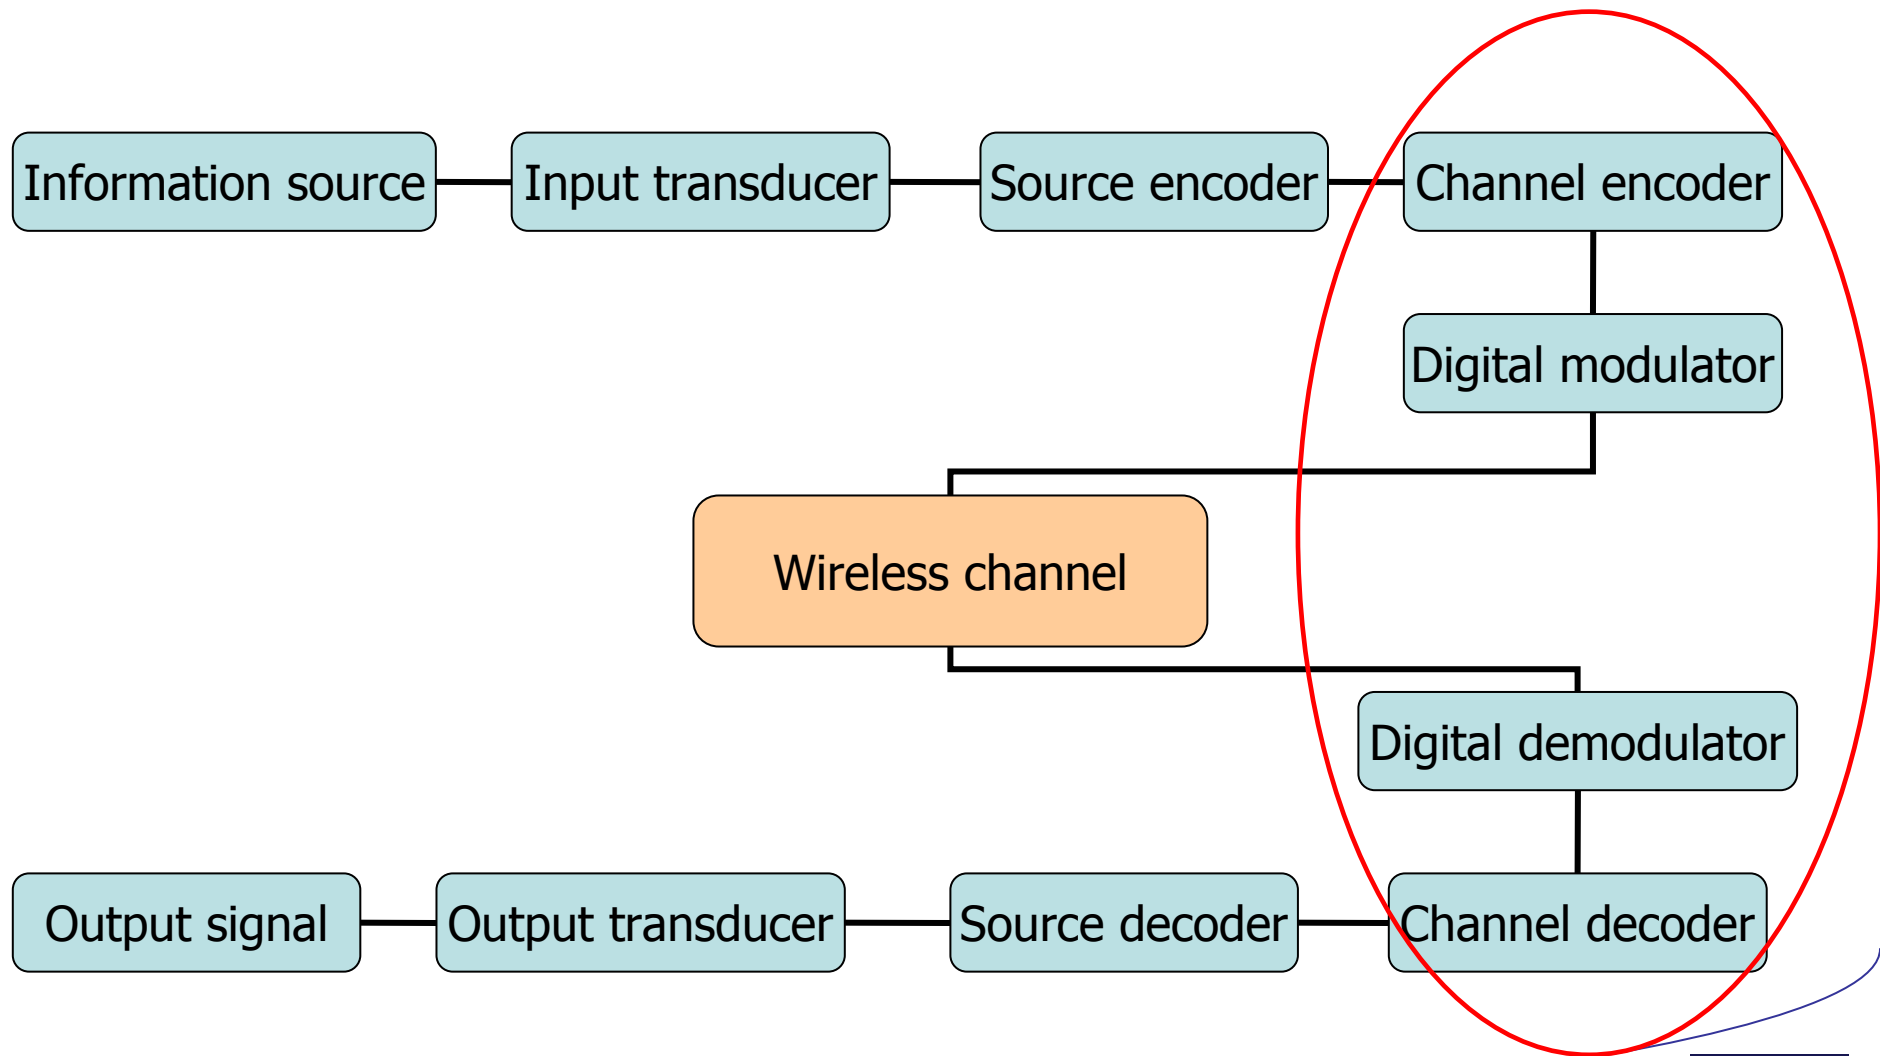 Information source
Input transducer
Source encoder
Channel encoder
Digital modulator
Wireless channel
Digital demodulator
Output signal
Output transducer
Source decoder
Channel decoder